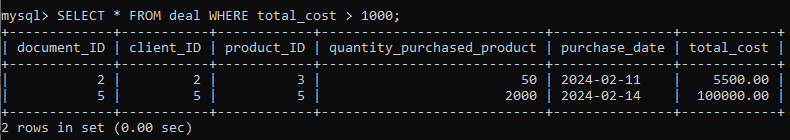 mysql> SELECT * FROM deal WHERE total_cost > 1000;
+-------------+-----------+------------+----------------------------+---------------+------------+
| document_ID | client_ID | product_ID | quantity_purchased_product | purchase_date | total_cost |
+-------------+-----------+------------+----------------------------+---------------+------------+
|           2 |         2 |          3 |                         50 | 2024-02-11    |    5500.00 |
|           5 |         5 |          5 |                       2000 | 2024-02-14    |  100000.00 |
+-------------+-----------+------------+----------------------------+---------------+------------+
2 rows in set (0.00 sec)